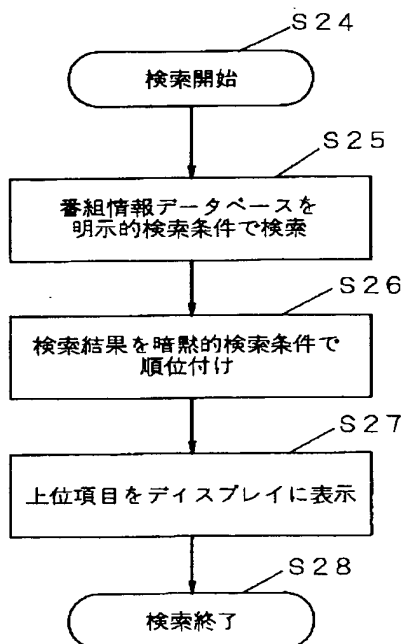 S24
検索開始
S25
番組情報データベースを
明示的検索条件で検索
S26
検索結果を暗黙的検索条件で
順位付け
S27
上位項目をディスプレイに表示
S28
検索終了